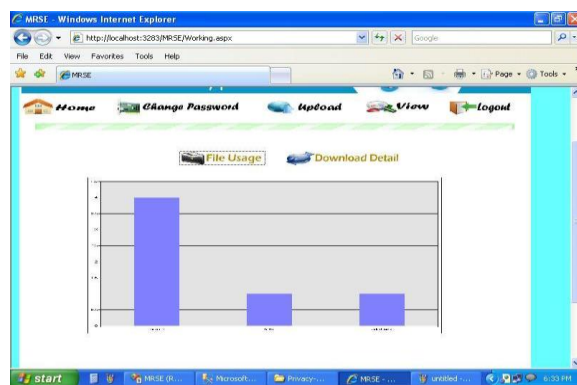 MRSE - Windows Internet Explorer
http://localhost:3283/MRSE/Working.aspx
Google
File Edit View Favorites Tools Help
MRSE
Page Tools
Home Change Password Upload View Logout
File Usage Download Detail
start MRSE (R... Microsoft... Privacy-... MRSE - ... untitled -... 6:33 PM